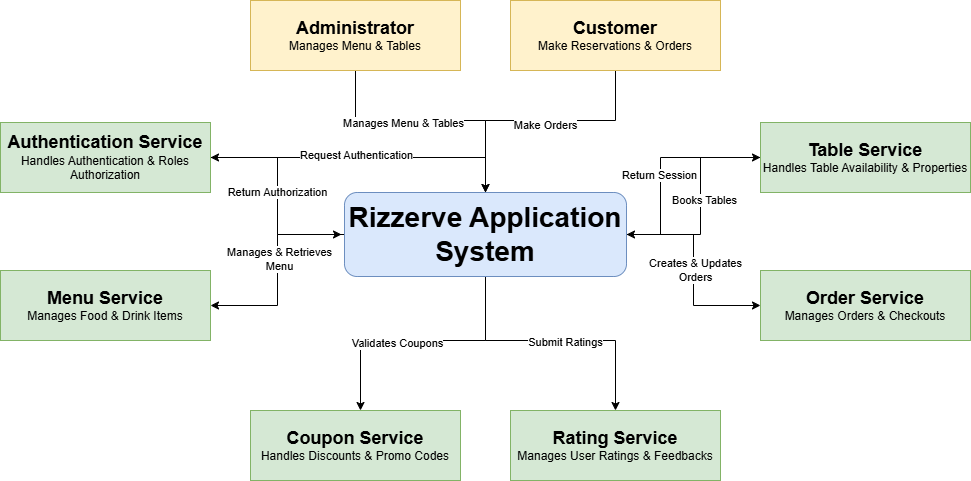 Administrator
Manages Menu & Tables
Customer
Make Reservations & Orders
Manages Menu & Tables
Make Orders
Authentication Service
Handles Authentication & Roles
Authorization
Request Authentication
Return Authorization
Table Service
Handles Table Availability & Properties
Return Session
Books Tables
Rizzerve Application
System
Manages & Retrieves
Menu
Creates & Updates
Orders
Menu Service
Manages Food & Drink Items
Order Service
Manages Orders & Checkouts
Validates Coupons
Submit Ratings
Coupon Service
Handles Discounts & Promo Codes
Rating Service
Manages User Ratings & Feedbacks